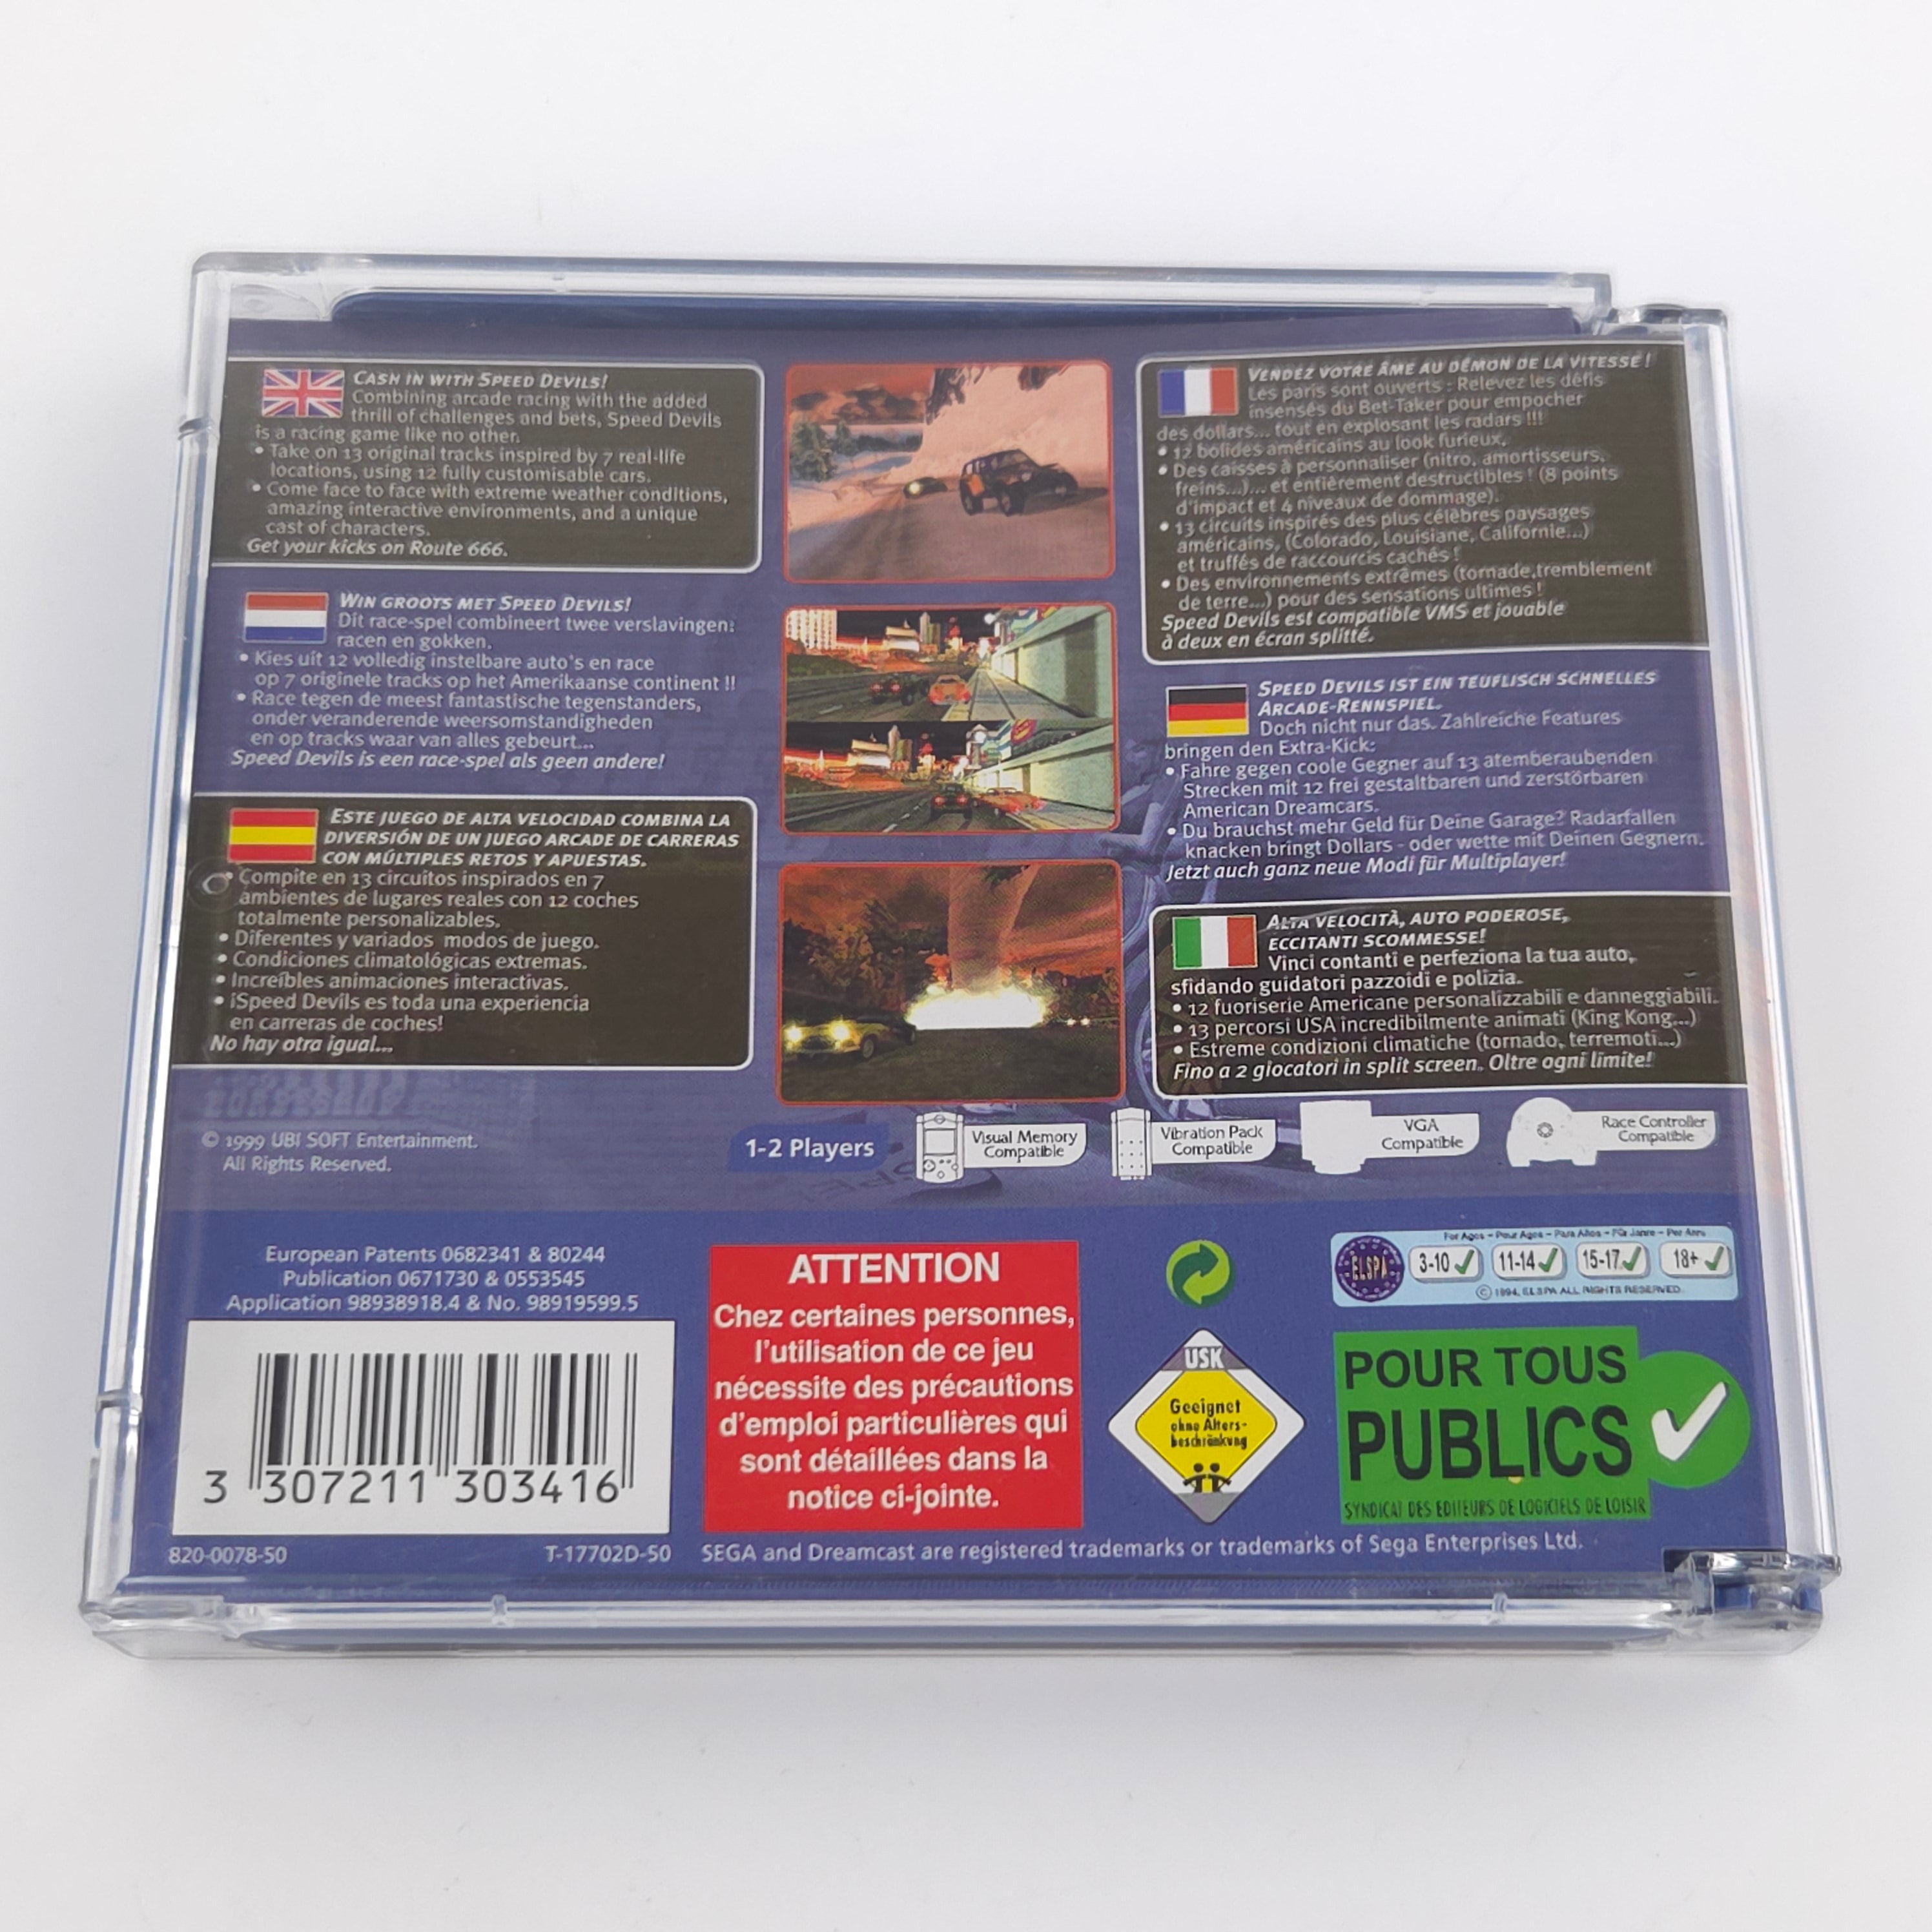 CASH IN WITH SPEED DEVILS!
Combining arcade racing with the added
thrill of challenges and bets, Speed Devils
is a racing game like no other.
• Take on 13 original tracks inspired by 7 real-life
locations, using 12 fully customisable cars.
• Come face to face with extreme weather conditions,
amazing interactive environments, and a unique
cast of characters.
Get your kicks on Route 666.
WIN GROOTS MET SPEED DEVILS!
Dit race-spel combineert twee verslavingen:
racen en gokken.
• Kies uit 12 volledig instelbare auto's en race
op 7 originele tracks op het Amerikaanse continent !!
• Race tegen de meest fantastische tegenstanders,
onder veranderende weersomstandigheden
en op tracks waar van alles gebeurt...
Speed Devils is een race-spel als geen andere!
ESTE JUEGO DE ALTA VELOCIDAD COMBINA LA
DIVERSIÓN DE UN JUEGO ARCADE DE CARRERAS
CON MÚLTIPLES RETOS Y APUESTAS.
• Compite en 13 circuitos inspirados en 7
ambientes de lugares reales con 12 coches
totalmente personalizables.
• Diferentes y variados modos de juego.
• Condiciones climatológicas extremas.
• Increíbles animaciones interactivas.
• ¡Speed Devils es toda una experiencia
en carreras de coches!
No hay otra igual...
VENDEZ VOTRE ÂME AU DÉMON DE LA VITESSE !
Les paris sont ouverts : Relevez les défis
insensés du Bet-Taker pour empocher
des dollars... tout en explosant les radars !!!
• 12 bolides américains au look furieux.
• Des caisses à personnaliser (nitro, amortisseurs,
freins...)... et entièrement destructibles ! (8 points
d'impact et 4 niveaux de dommage).
• 13 circuits inspirés des plus célèbres paysages
américains, (Colorado, Louisiane, Californie...)
et truffés de raccourcis cachés !
• Des environnements extrêmes (tornade,tremblement
de terre...) pour des sensations ultimes !
Speed Devils est compatible VMS et jouable
à deux en écran splitté.
SPEED DEVILS IST EIN TEUFLISCH SCHNELLES
ARCADE-RENNSPIEL.
Doch nicht nur das. Zahlreiche Features
bringen den Extra-Kick:
• Fahre gegen coole Gegner auf 13 atemberaubenden
Strecken mit 12 frei gestaltbaren und zerstörbaren
American Dreamcars.
• Du brauchst mehr Geld für Deine Garage? Radarfallen
knacken bringt Dollars - oder wette mit Deinen Gegnern.
Jetzt auch ganz neue Modi für Multiplayer!
ALTA VELOCITÀ, AUTO PODEROSE,
ECCITANTI SCOMMESSE!
Vinci contanti e perfeziona la tua auto,
sfidando guidatori pazzoidi e polizia.
• 12 fuoriserie Americane personalizzabili e danneggiabili.
• 13 percorsi USA incredibilmente animati (King Kong...)
• Estreme condizioni climatiche (tornado, terremoti...)
Fino a 2 giocatori in split screen. Oltre ogni limite!
© 1999 UBI SOFT Entertainment.
All Rights Reserved.
1-2 Players
Visual Memory
Compatible
Vibration Pack
Compatible
VGA
Compatible
Race Controller
Compatible
European Patents 0682341 & 80244
Publication 0671730 & 0553545
Application 98938918.4 & No. 98919599.5
3 307211 303416
820-0078-50
T-17702D-50
ATTENTION
Chez certaines personnes,
l'utilisation de ce jeu
nécessite des précautions
d'emploi particulières qui
sont détaillées dans la
notice ci-jointe.
USK
Geeignet
ohne Alters-
beschränkung
For Ages - Pour Ages - Para Años - Für Jahre - Per Anni
ELSPA
3-10 11-14 15-17 18+
© 1994, ELSPA ALL RIGHTS RESERVED.
POUR TOUS
PUBLICS
SYNDICAT DES EDITEURS DE LOGICIELS DE LOISIR
SEGA and Dreamcast are registered trademarks or trademarks of Sega Enterprises Ltd.